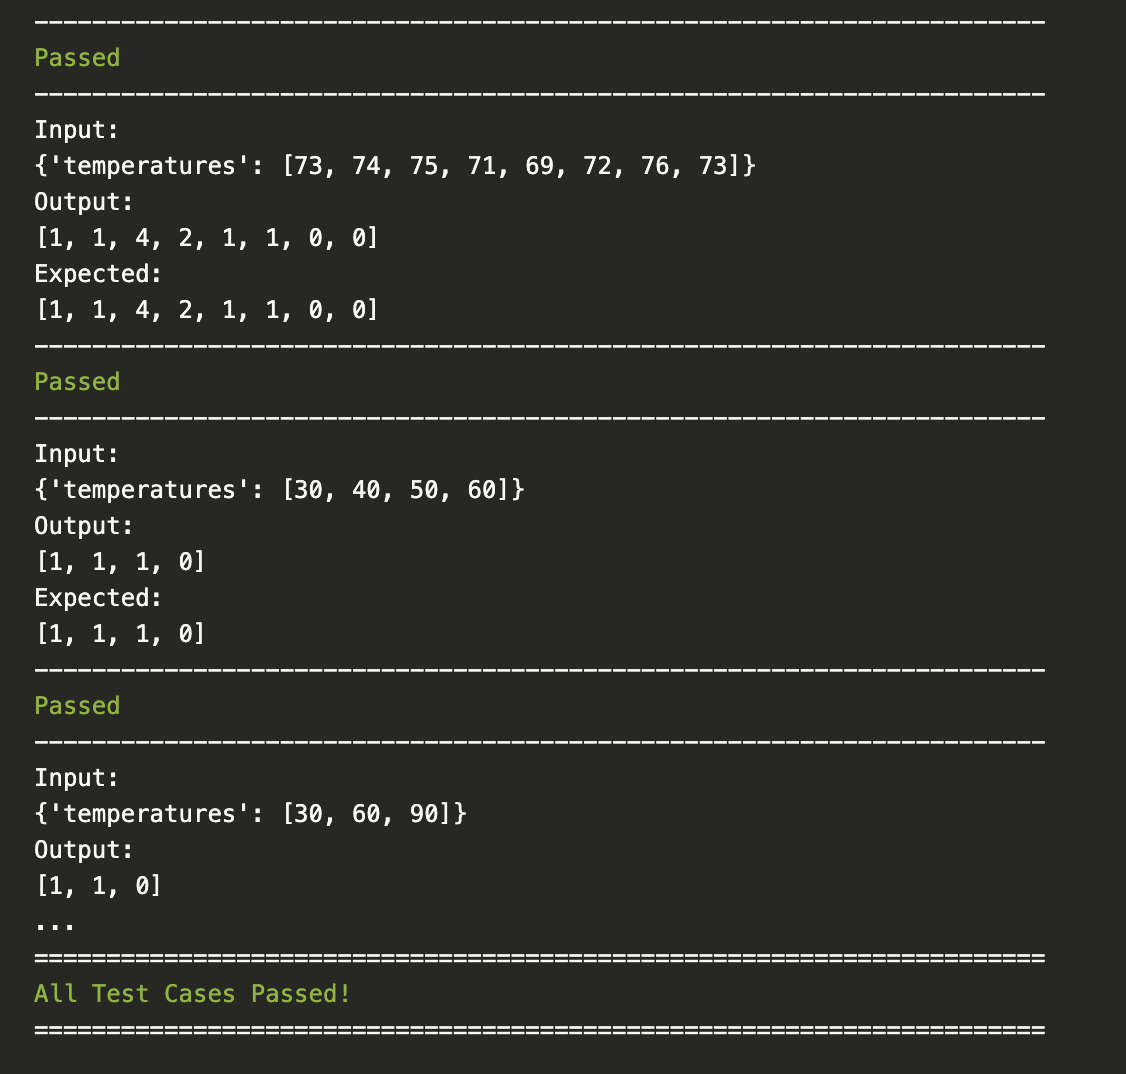 ----------------------------------------------------------------------
Passed
----------------------------------------------------------------------
Input:
{'temperatures': [73, 74, 75, 71, 69, 72, 76, 73]}
Output:
[1, 1, 4, 2, 1, 1, 0, 0]
Expected:
[1, 1, 4, 2, 1, 1, 0, 0]
----------------------------------------------------------------------
Passed
----------------------------------------------------------------------
Input:
{'temperatures': [30, 40, 50, 60]}
Output:
[1, 1, 1, 0]
Expected:
[1, 1, 1, 0]
----------------------------------------------------------------------
Passed
----------------------------------------------------------------------
Input:
{'temperatures': [30, 60, 90]}
Output:
[1, 1, 0]
...
======================================================================
All Test Cases Passed!
======================================================================